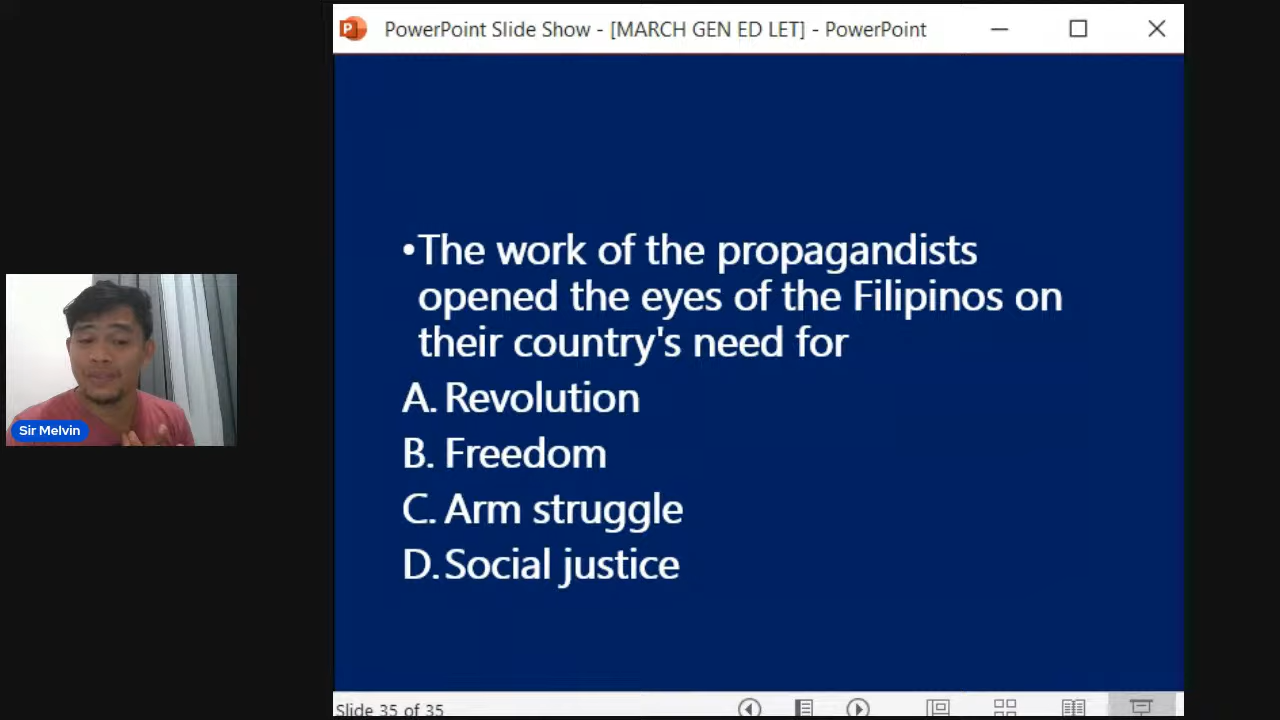 PowerPoint Slide Show - [MARCH GEN ED LET] - PowerPoint
•The work of the propagandists
opened the eyes of the Filipinos on
their country's need for
A. Revolution
B. Freedom
C. Arm struggle
D. Social justice
Sir Melvin
Slide 35 of 35